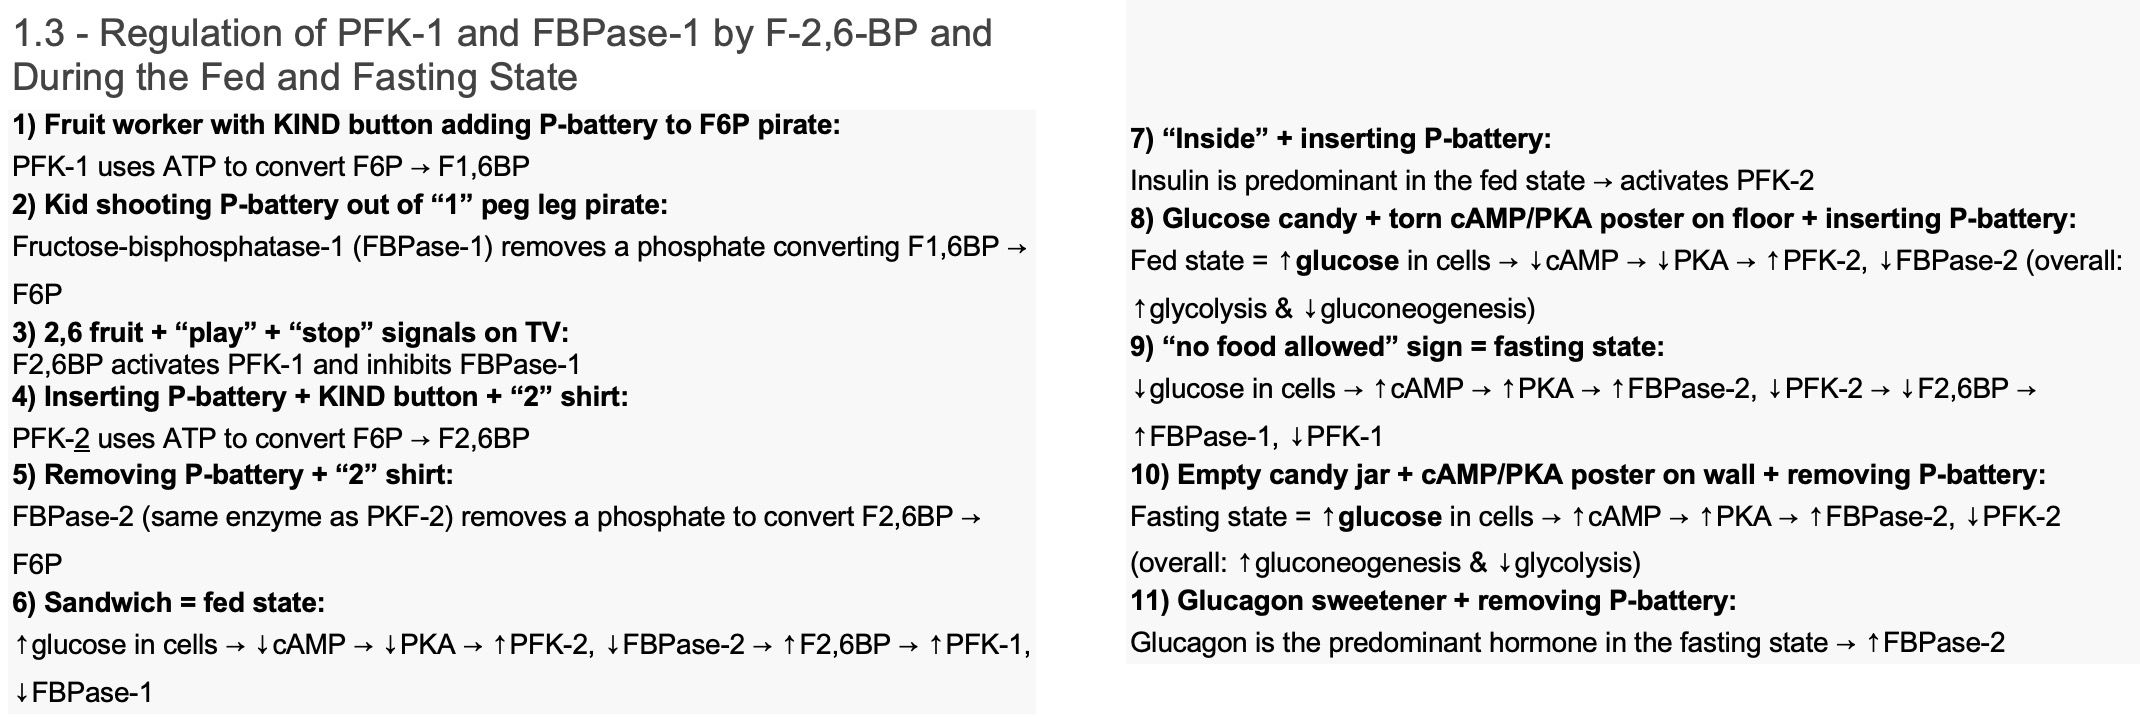 1.3 - Regulation of PFK-1 and FBPase-1 by F-2,6-BP and
During the Fed and Fasting State
1) Fruit worker with KIND button adding P-battery to F6P pirate:
PFK-1 uses ATP to convert F6P → F1,6BP
2) Kid shooting P-battery out of “1” peg leg pirate:
Fructose-bisphosphatase-1 (FBPase-1) removes a phosphate converting F1,6BP →
F6P
3) 2,6 fruit + “play” + “stop” signals on TV:
F2,6BP activates PFK-1 and inhibits FBPase-1
4) Inserting P-battery + KIND button + “2” shirt:
PFK-2 uses ATP to convert F6P → F2,6BP
5) Removing P-battery + “2” shirt:
FBPase-2 (same enzyme as PKF-2) removes a phosphate to convert F2,6BP →
F6P
6) Sandwich = fed state:
↑glucose in cells → ↓cAMP → ↓PKA → ↑PFK-2, ↓FBPase-2 → ↑F2,6BP → ↑PFK-1,
↓FBPase-1
7) “Inside” + inserting P-battery:
Insulin is predominant in the fed state → activates PFK-2
8) Glucose candy + torn cAMP/PKA poster on floor + inserting P-battery:
Fed state = ↑glucose in cells → ↓cAMP → ↓PKA → ↑PFK-2, ↓FBPase-2 (overall:
↑glycolysis & ↓gluconeogenesis)
9) “no food allowed” sign = fasting state:
↓glucose in cells → ↑cAMP → ↑PKA → ↑FBPase-2, ↓PFK-2 → ↓F2,6BP →
↑FBPase-1, ↓PFK-1
10) Empty candy jar + cAMP/PKA poster on wall + removing P-battery:
Fasting state = ↑glucose in cells → ↑cAMP → ↑PKA → ↑FBPase-2, ↓PFK-2
(overall: ↑gluconeogenesis & ↓glycolysis)
11) Glucagon sweetener + removing P-battery:
Glucagon is the predominant hormone in the fasting state → ↑FBPase-2